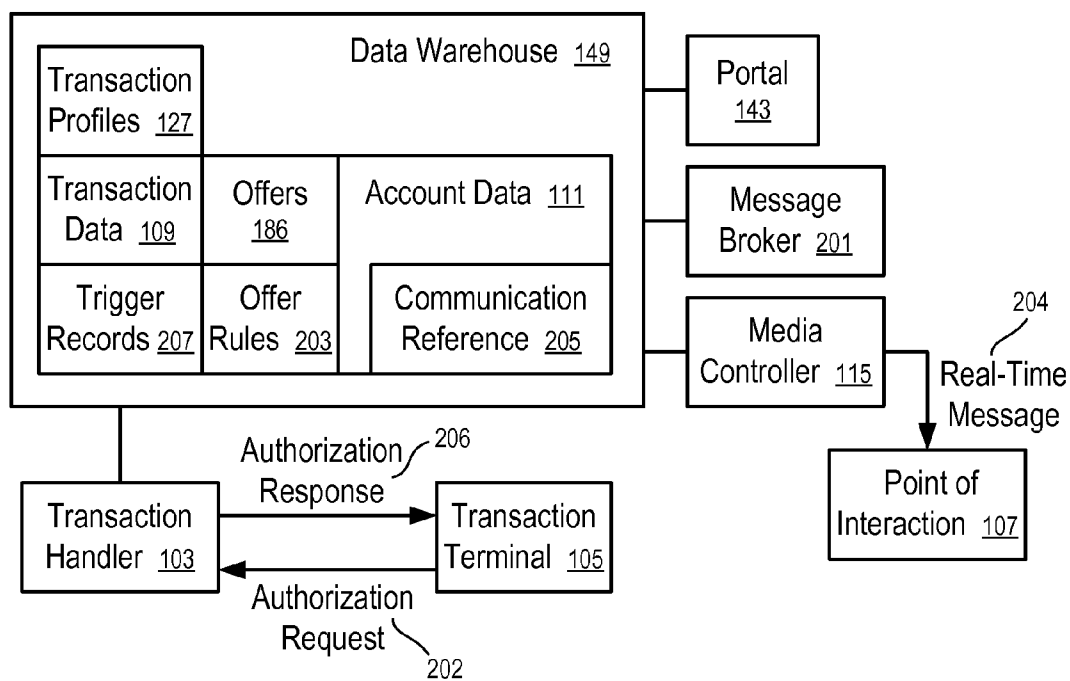 Data Warehouse 149
Transaction
Profiles 127
Transaction
Data 109
Offers
186
Account Data 111
Trigger
Records 207
Offer
Rules 203
Communication
Reference 205
Portal
143
Message
Broker 201
Media
Controller 115
204
Real-Time
Message
Point of
Interaction 107
Transaction
Handler 103
Authorization
Response
206
Transaction
Terminal 105
Authorization
Request
202